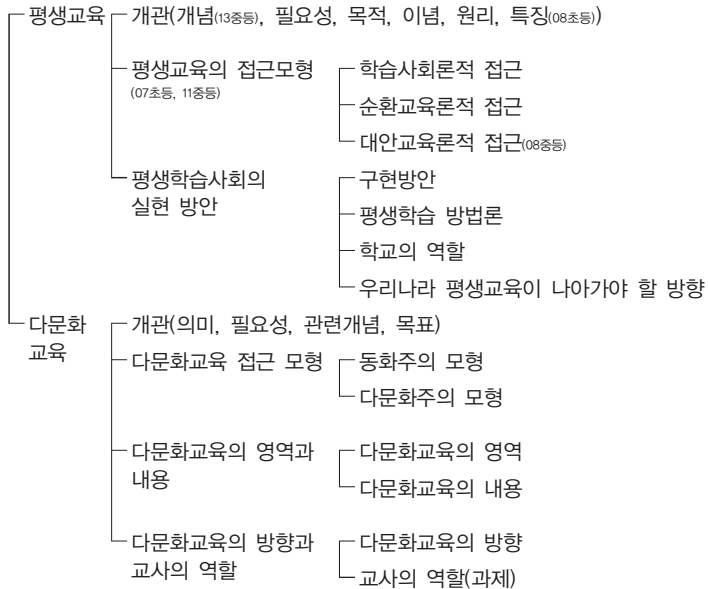 평생교육 개관(개념(13중등), 필요성, 목적, 이념, 원리, 특징(08초등))
평생교육의 접근모형 학습사회론적 접근
(07초등, 11중등)
순환교육론적 접근
대안교육론적 접근(08중등)
평생학습사회의 구현방안
실현 방안
평생학습 방법론
학교의 역할
우리나라 평생교육이 나아가야 할 방향
다문화 개관(의미, 필요성, 관련개념, 목표)
교육
다문화교육 접근 모형 동화주의 모형
다문화주의 모형
다문화교육의 영역과 다문화교육의 영역
내용
다문화교육의 내용
다문화교육의 방향과 다문화교육의 방향
교사의 역할 교사의 역할(과제)